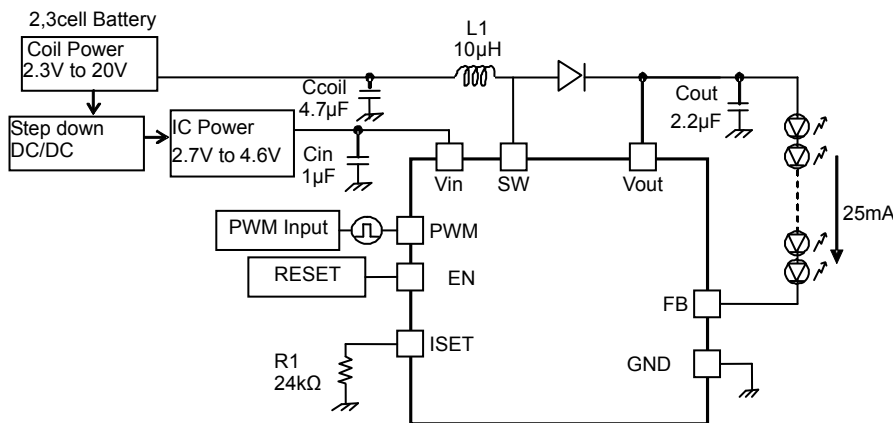 2,3cell Battery
Coil Power
2.3V to 20V
Step down
DC/DC
IC Power
2.7V to 4.6V
Ccoil
4.7µF
Cin
1µF
L1
10µH
Cout
2.2µF
25mA
Vin
SW
Vout
PWM Input
PWM
RESET
EN
FB
ISET
GND
R1
24kΩ